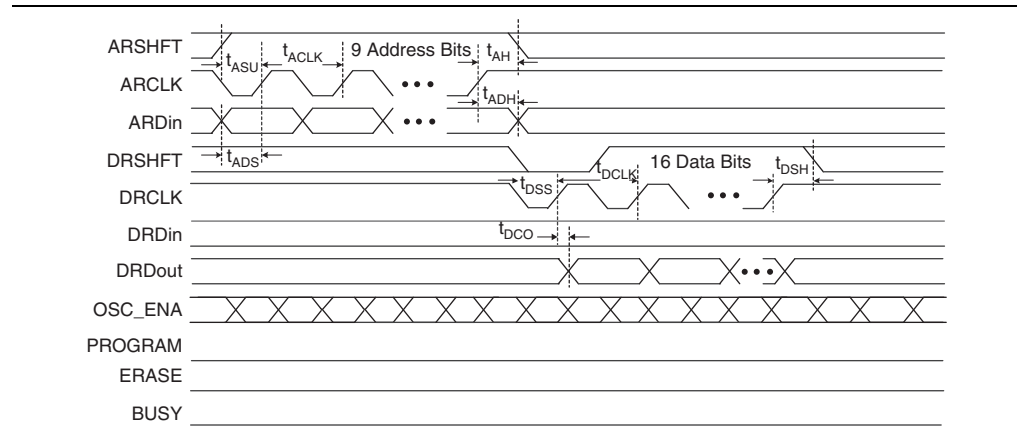 ARSHFT
tASU
tACLK
9 Address Bits
tAH
ARCLK
tADH
ARDin
tADS
DRSHFT
16 Data Bits
tDSS
tDCLK
tDSH
DRCLK
DRDin
tDCO
DRDout
OSC_ENA
PROGRAM
ERASE
BUSY